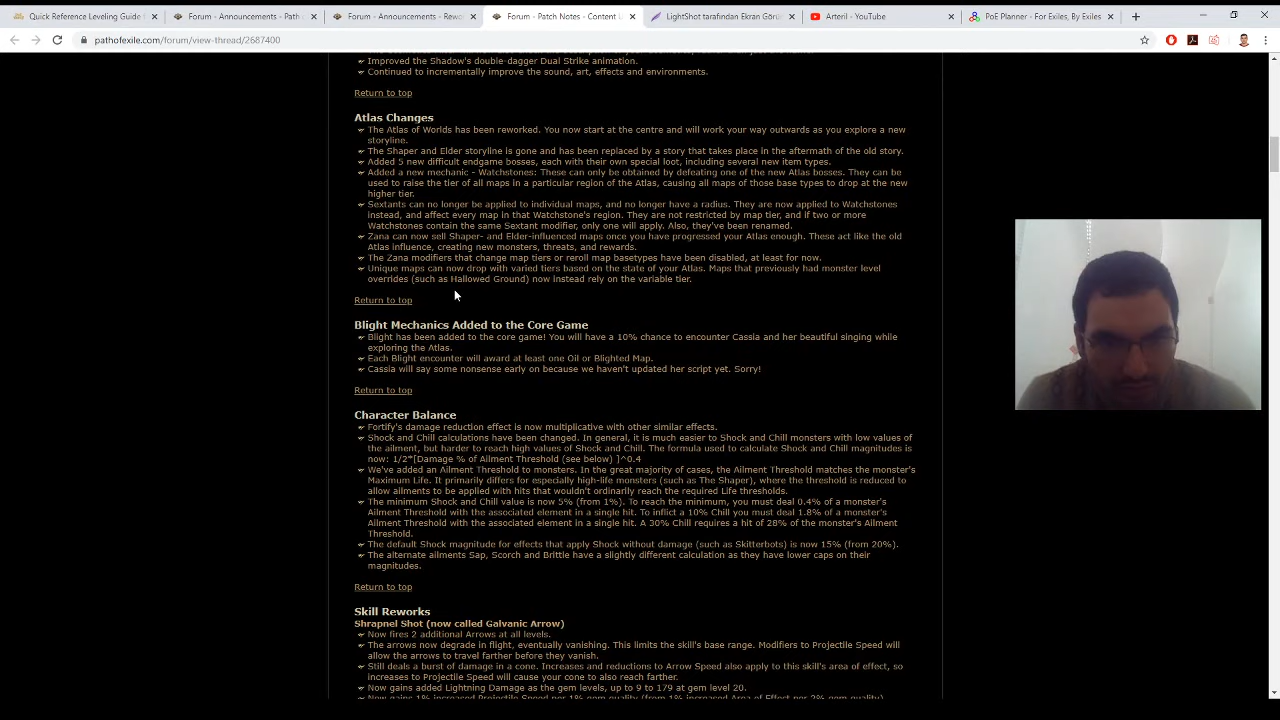 Quick Reference Leveling Guide
Forum - Announcements - Path
Forum - Announcements - Rewo
Forum - Patch Notes - Content
LightShot tarafından Ekran Görü
Arteril - YouTube
PoE Planner - For Exiles, By Exiles
pathofexile.com/forum/view-thread/2687400
Improved the Shadow's double-dagger Dual Strike animation.
Continued to incrementally improve the sound, art, effects and environments.
Return to top
Atlas Changes
The Atlas of Worlds has been reworked. You now start at the centre and will work your way outwards as you explore a new
storyline.
The Shaper and Elder storyline is gone and has been replaced by a story that takes place in the aftermath of the old story.
Added 5 new difficult endgame bosses, each with their own special loot, including several new item types.
Added a new mechanic - Watchstones: These can only be obtained by defeating one of the new Atlas bosses. They can be
used to raise the tier of all maps in a particular region of the Atlas, causing all maps of those base types to drop at the new
higher tier.
Sextants can no longer be applied to individual maps, and no longer have a radius. They are now applied to Watchstones
instead, and affect every map in that Watchstone's region. They are not restricted by map tier, and if two or more
Watchstones contain the same Sextant modifier, only one will apply. Also, they've been renamed.
Zana can now sell Shaper- and Elder-influenced maps once you have progressed your Atlas enough. These act like the old
Atlas influence, creating new monsters, threats, and rewards.
The Zana modifiers that change map tiers or reroll map basetypes have been disabled, at least for now.
Unique maps can now drop with varied tiers based on the state of your Atlas. Maps that previously had monster level
overrides (such as Hallowed Ground) now instead rely on the variable tier.
Return to top
Blight Mechanics Added to the Core Game
Blight has been added to the core game! You will have a 10% chance to encounter Cassia and her beautiful singing while
exploring the Atlas.
Each Blight encounter will award at least one Oil or Blighted Map.
Cassia will say some nonsense early on because we haven't updated her script yet. Sorry!
Return to top
Character Balance
Fortify's damage reduction effect is now multiplicative with other similar effects.
Shock and Chill calculations have been changed. In general, it is much easier to Shock and Chill monsters with low values of
the ailment, but harder to reach high values of Shock and Chill. The formula used to calculate Shock and Chill magnitudes is
now: 1/2*[Damage % of Ailment Threshold (see below) ]^0.4
We've added an Ailment Threshold to monsters. In the great majority of cases, the Ailment Threshold matches the monster's
Maximum Life. It primarily differs for especially high-life monsters (such as The Shaper), where the threshold is reduced to
allow ailments to be applied with hits that wouldn't ordinarily reach the required Life thresholds.
The minimum Shock and Chill value is now 5% (from 1%). To reach the minimum, you must deal 0.4% of a monster's
Ailment Threshold with the associated element in a single hit. To inflict a 10% Chill you must deal 1.8% of a monster's
Ailment Threshold with the associated element in a single hit. A 30% Chill requires a hit of 28% of the monster's Ailment
Threshold.
The default Shock magnitude for effects that apply Shock without damage (such as Skitterbots) is now 15% (from 20%).
The alternate ailments Sap, Scorch and Brittle have a slightly different calculation as they have lower caps on their
magnitudes.
Return to top
Skill Reworks
Shrapnel Shot (now called Galvanic Arrow)
Now fires 2 additional Arrows at all levels.
The arrows now degrade in flight, eventually vanishing. This limits the skill's base range. Modifiers to Projectile Speed will
allow the arrows to travel farther before they vanish.
Still deals a burst of damage in a cone. Increases and reductions to Arrow Speed also apply to this skill's area of effect, so
increases to Projectile Speed will cause your cone to also reach farther.
Now gains added Lightning Damage as the gem levels, up to 9 to 179 at gem level 20.
Now gains 1% increased Projectile Speed per 1% gem quality (from 1% increased Area of Effect per 2% gem quality)